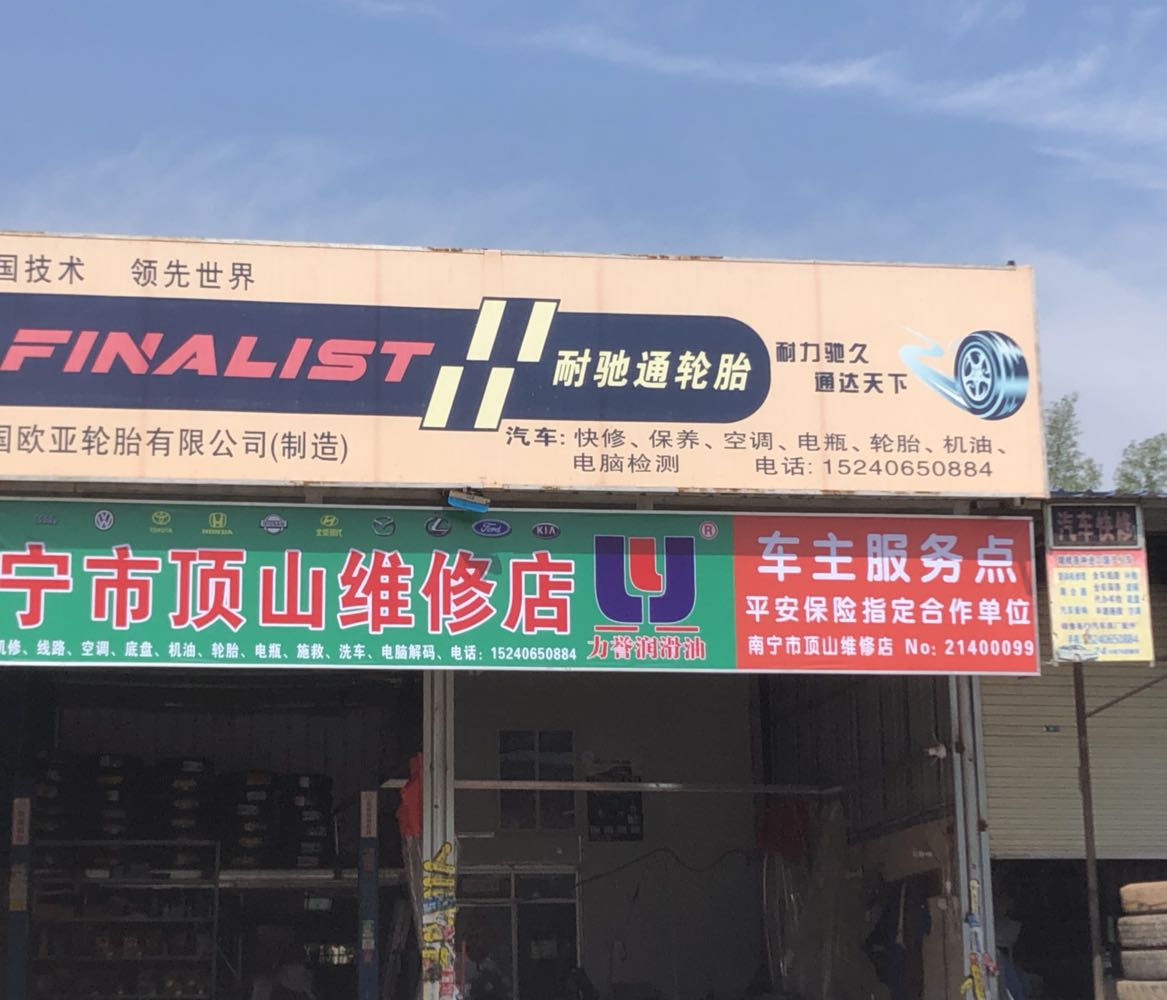 国技术 领先世界
FINALIST
耐驰通轮胎
耐力驰久
通达天下
国欧亚轮胎有限公司(制造)
汽车: 快修、保养、空调、电瓶、轮胎、机油、
电脑检测 电话: 15240650884
TOYOTA
HONDA
NISSAN
Ford
KIA
宁市顶山维修店
机修、线路、空调、底盘、机油、轮胎、电瓶、施救、洗车、电脑解码、电话: 15240650884
®
力誉润滑油
车主服务点
平安保险指定合作单位
南宁市顶山维修店 No: 21400099
汽车快修
15240650884